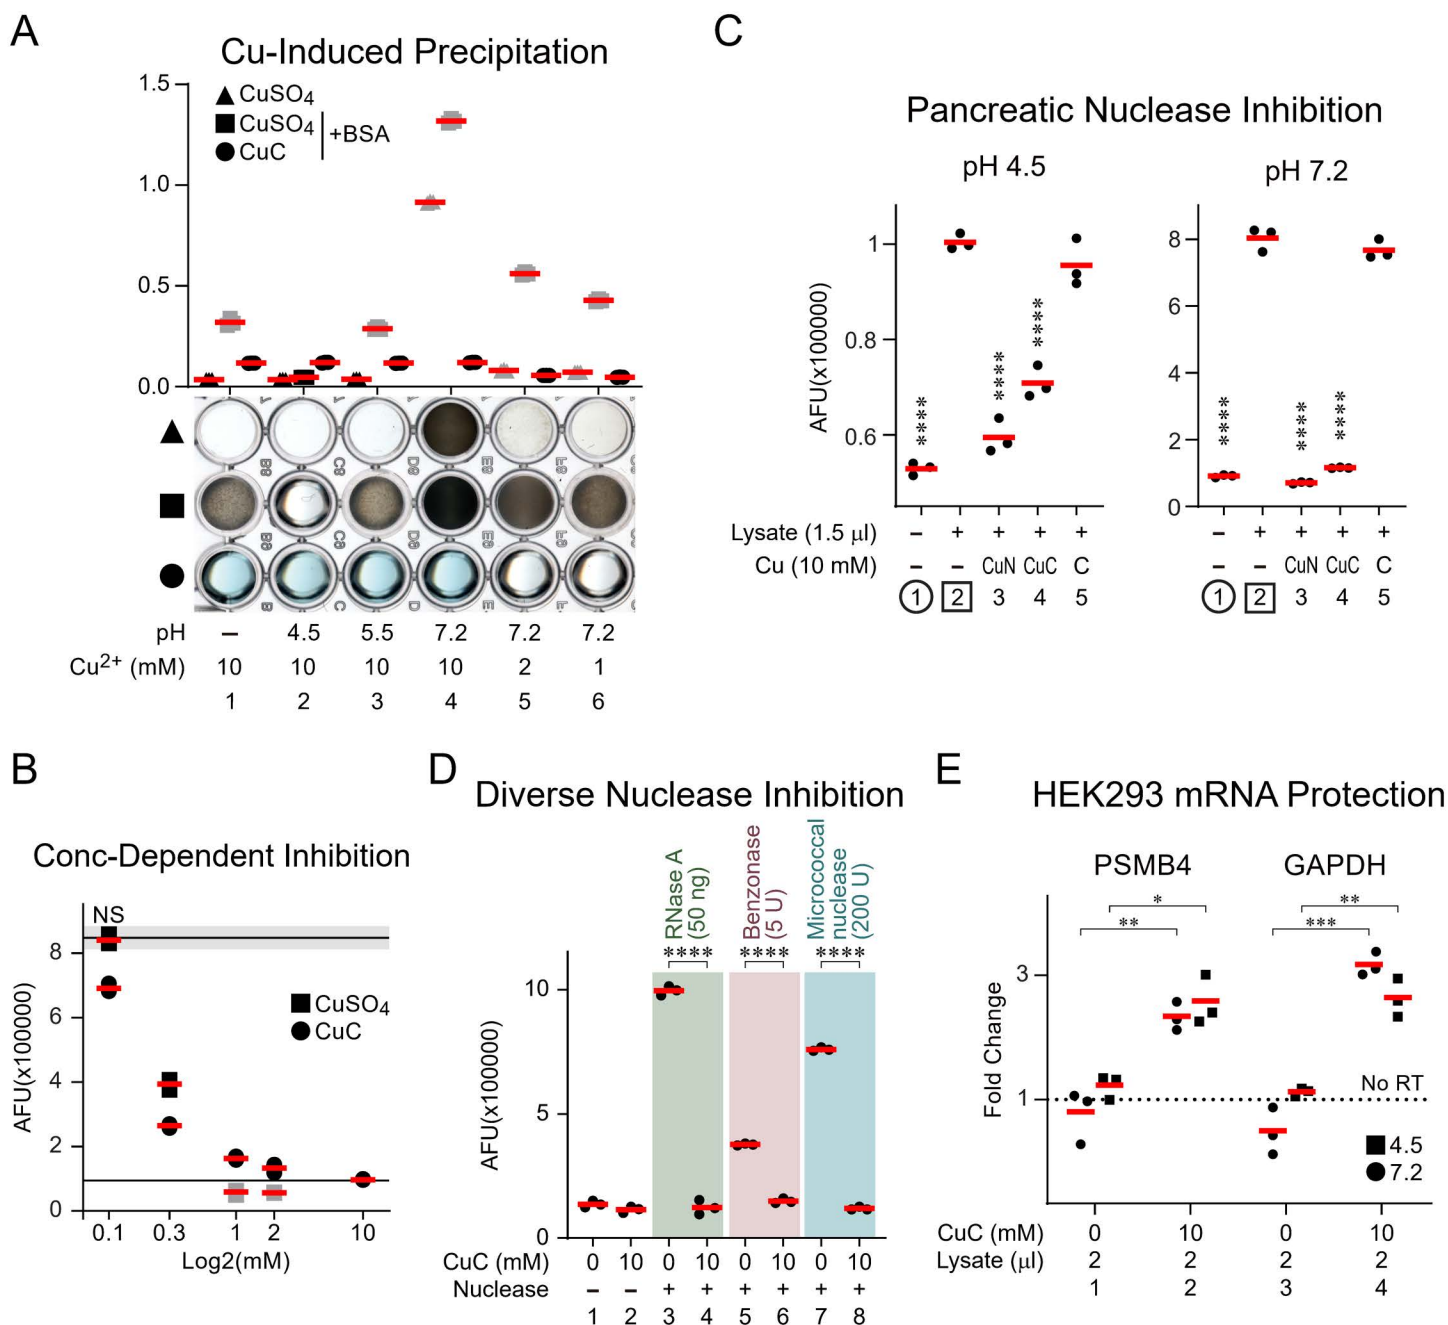 A
Cu-Induced Precipitation
1.5
1.0
0.5
0.0
CuSO4
CuSO4
CuC
+BSA
pH
– 4.5 5.5 7.2 7.2 7.2
Cu2+ (mM)
10 10 10 10 2 1
1 2 3 4 5 6
B
Conc-Dependent Inhibition
NS
AFU(x100000)
8
6
4
2
0
CuSO4
CuC
0.1 0.3 1 2 10
Log2(mM)
C
Pancreatic Nuclease Inhibition
pH 4.5
pH 7.2
AFU(x100000)
1
0.8
0.6
****
****
****
8
6
4
2
0
****
****
****
Lysate (1.5 µl)
– + + + +
– + + + +
Cu (10 mM)
– – CuN CuC C
– – CuN CuC C
1 2 3 4 5
1 2 3 4 5
D
Diverse Nuclease Inhibition
RNase A
(50 ng)
Benzonase
(5 U)
Micrococcal
nuclease
(200 U)
**** **** ****
AFU(x100000)
10
5
0
CuC (mM)
0 10 0 10 0 10 0 10
Nuclease
– – + + + + + +
1 2 3 4 5 6 7 8
E
HEK293 mRNA Protection
PSMB4
GAPDH
*
**
**
***
Fold Change
3
1
No RT
4.5
7.2
CuC (mM)
0 10 0 10
Lysate (µl)
2 2 2 2
1 2 3 4